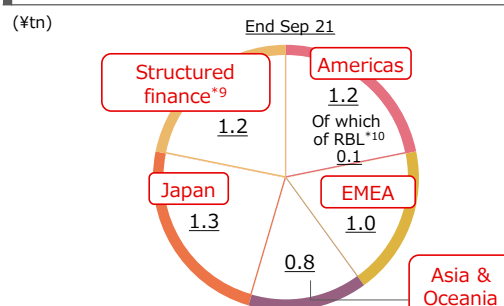 (¥tn)
End Sep 21
Structured
finance*9
1.2
Americas
1.2
Of which
of RBL*10
0.1
Japan
1.3
EMEA
1.0
0.8
Asia &
Oceania